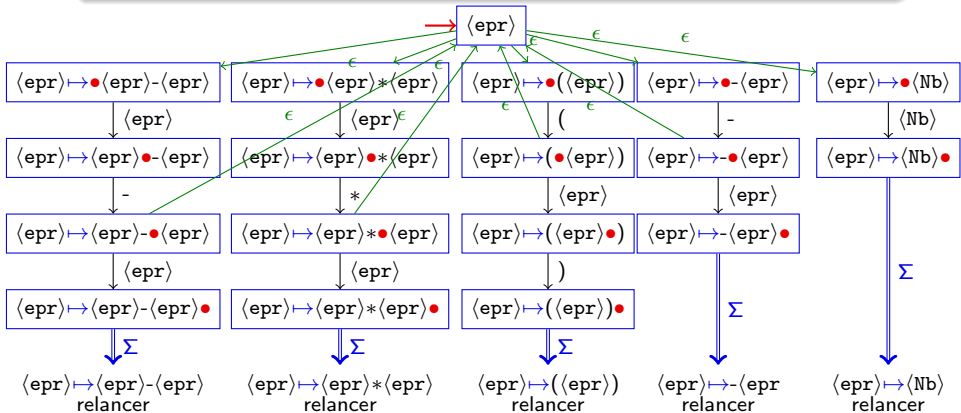 ⟨epr⟩
ϵ ϵ ϵ ϵ ϵ ϵ ϵ ϵ
⟨epr⟩↦●⟨epr⟩-⟨epr⟩ ⟨epr⟩↦●⟨epr⟩*⟨epr⟩ ⟨epr⟩↦●(⟨epr⟩) ⟨epr⟩↦●-⟨epr⟩ ⟨epr⟩↦●⟨Nb⟩
⟨epr⟩ ⟨epr⟩ ( - ⟨Nb⟩
⟨epr⟩↦⟨epr⟩●-⟨epr⟩ ⟨epr⟩↦⟨epr⟩●*⟨epr⟩ ⟨epr⟩↦(●⟨epr⟩) ⟨epr⟩↦-●⟨epr⟩ ⟨epr⟩↦⟨Nb⟩●
- * ⟨epr⟩ ⟨epr⟩
⟨epr⟩↦⟨epr⟩-●⟨epr⟩ ⟨epr⟩↦⟨epr⟩*●⟨epr⟩ ⟨epr⟩↦(⟨epr⟩●) ⟨epr⟩↦-⟨epr⟩●
⟨epr⟩ ⟨epr⟩ ) Σ
⟨epr⟩↦⟨epr⟩-⟨epr⟩● ⟨epr⟩↦⟨epr⟩*⟨epr⟩● ⟨epr⟩↦(⟨epr⟩)● Σ
Σ Σ Σ
⟨epr⟩↦⟨epr⟩-⟨epr⟩ ⟨epr⟩↦⟨epr⟩*⟨epr⟩ ⟨epr⟩↦(⟨epr⟩) ⟨epr⟩↦-⟨epr ⟨epr⟩↦⟨Nb⟩
relancer relancer relancer relancer relancer